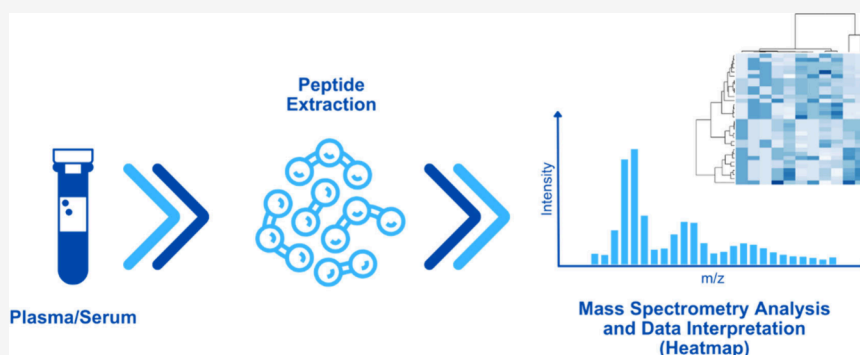 Peptide
Extraction
Plasma/Serum
Intensity
m/z
Mass Spectrometry Analysis
and Data Interpretation
(Heatmap)